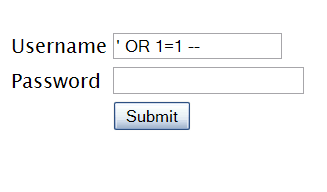 Username ' OR 1=1 --
Password
Submit